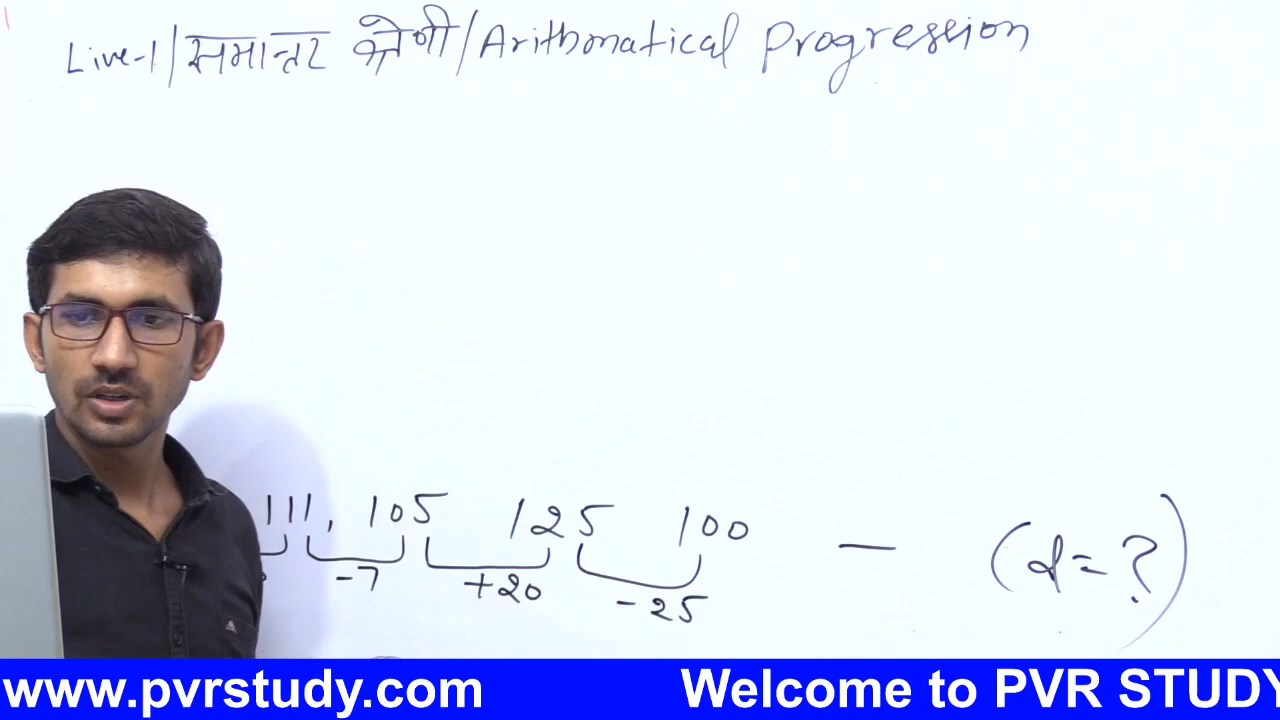 Live-1/समान्तर श्रेणी/Arithmatical Progression
111, 105 125 100 — (d=?)
-7 +20 -25
www.pvrstudy.com Welcome to PVR STUDY